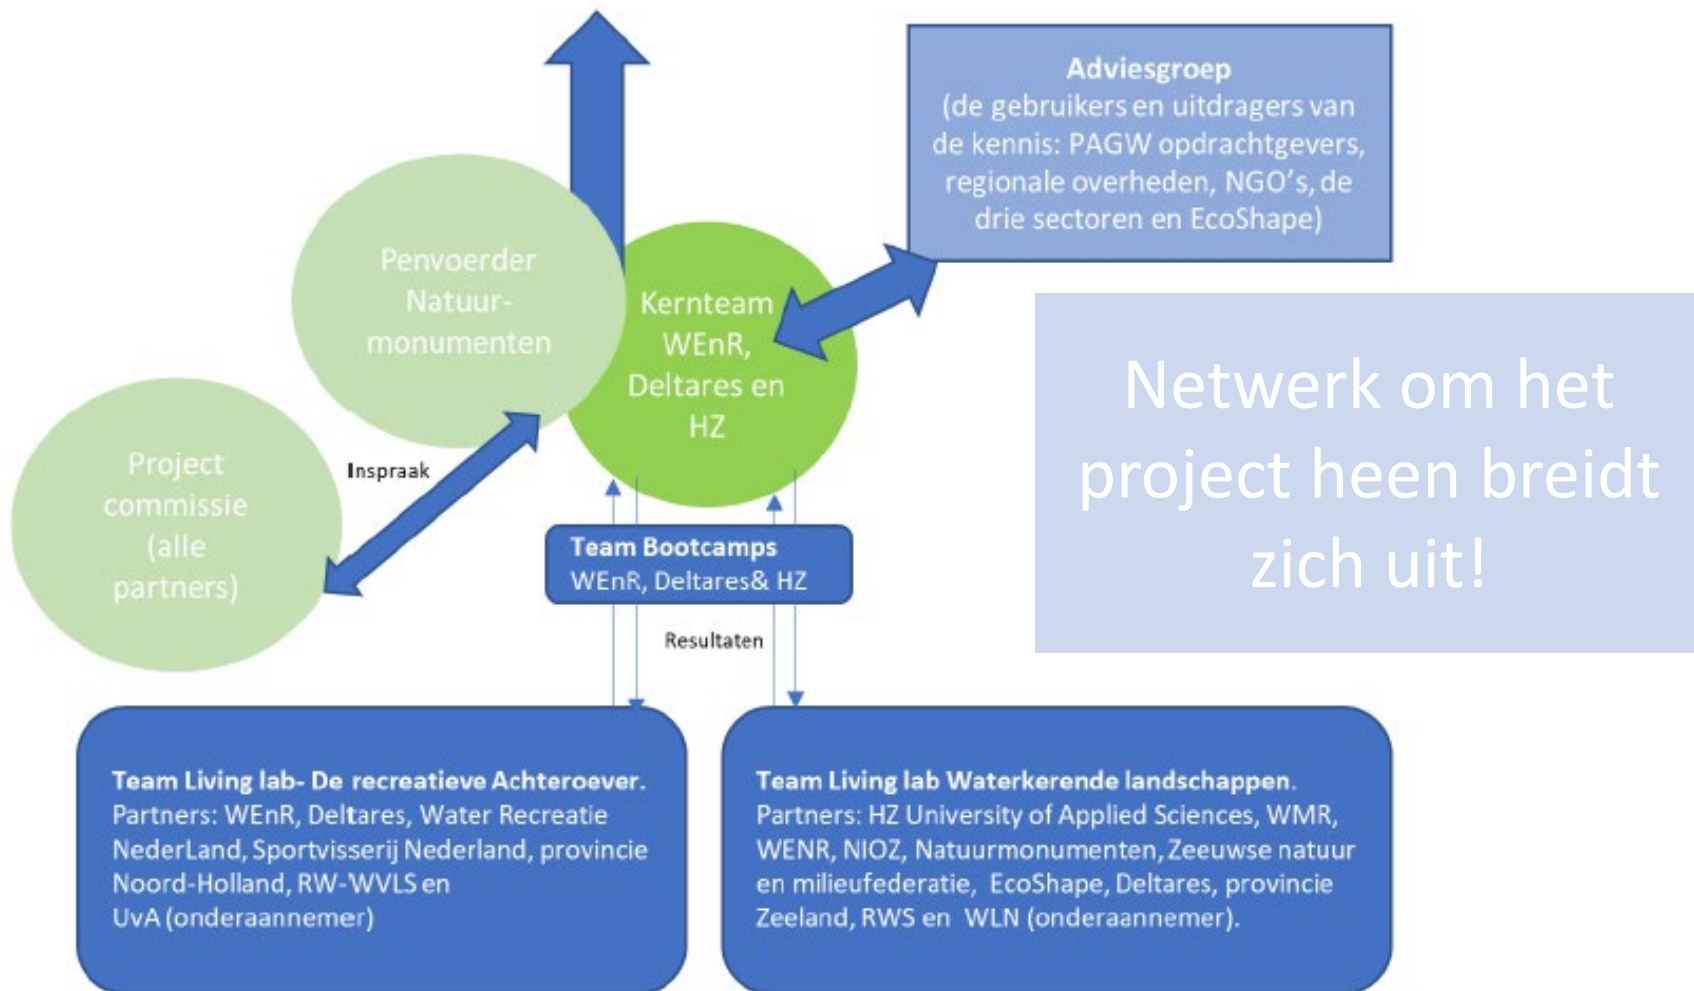 Adviesgroep
(de gebruikers en uitdragers van
de kennis: PAGW opdrachtgevers,
regionale overheden, NGO's, de
drie sectoren en EcoShape)
Penvoerder
Natuur-
monumenten
Kernteam
WEnR,
Deltares en
HZ
Netwerk om het
project heen breidt
zich uit!
Project
commissie
(alle
partners)
Inspraak
Team Bootcamps
WEnR, Deltares& HZ
Resultaten
Team Living lab- De recreatieve Achteroever.
Partners: WEnR, Deltares, Water Recreatie
NederLand, Sportvisserij Nederland, provincie
Noord-Holland, RW-WVLS en
UvA (onderaannemer)
Team Living lab Waterkerende landschappen.
Partners: HZ University of Applied Sciences, WMR,
WENR, NIOZ, Natuurmonumenten, Zeeuwse natuur
en milieufederatie, EcoShape, Deltares, provincie
Zeeland, RWS en WLN (onderaannemer).